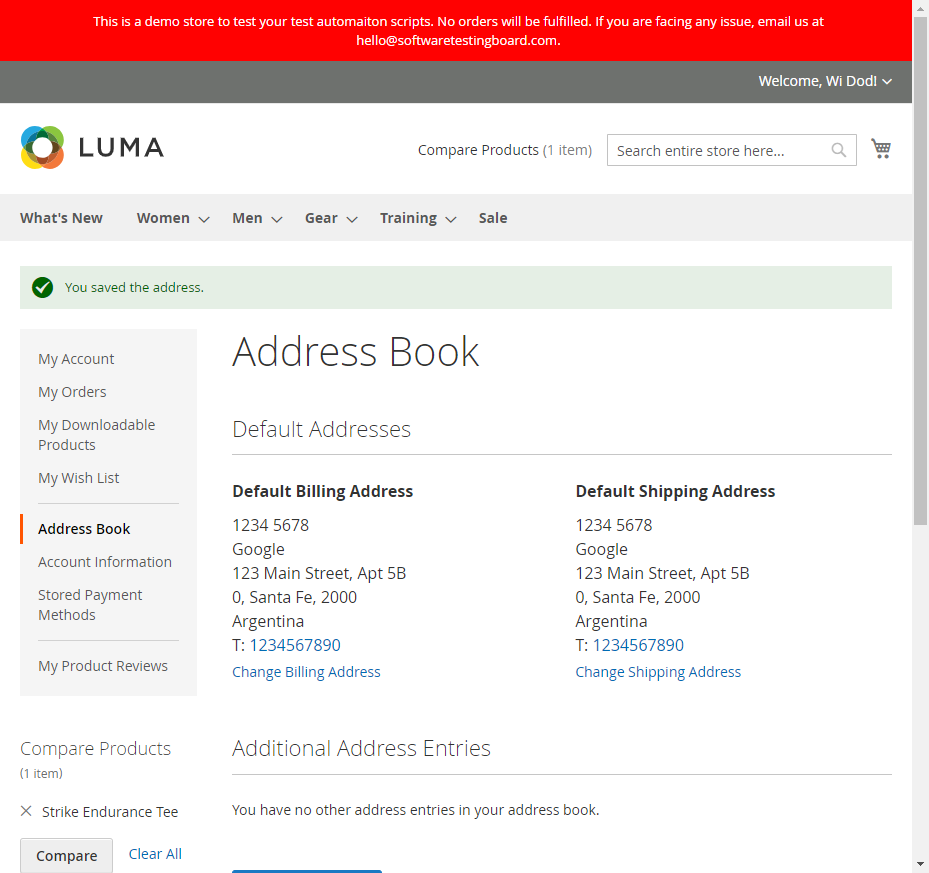 This is a demo store to test your test automaiton scripts. No orders will be fulfilled. If you are facing any issue, email us at
hello@softwaretestingboard.com.
Welcome, Wi Dod!
LUMA
Compare Products (1 item)
Search entire store here...
What's New
Women
Men
Gear
Training
Sale
You saved the address.
My Account
My Orders
My Downloadable
Products
My Wish List
Address Book
Account Information
Stored Payment
Methods
My Product Reviews
Compare Products
(1 item)
Strike Endurance Tee
Compare
Clear All
Address Book
Default Addresses
Default Billing Address
1234 5678
Google
123 Main Street, Apt 5B
0, Santa Fe, 2000
Argentina
T: 1234567890
Change Billing Address
Default Shipping Address
1234 5678
Google
123 Main Street, Apt 5B
0, Santa Fe, 2000
Argentina
T: 1234567890
Change Shipping Address
Additional Address Entries
You have no other address entries in your address book.